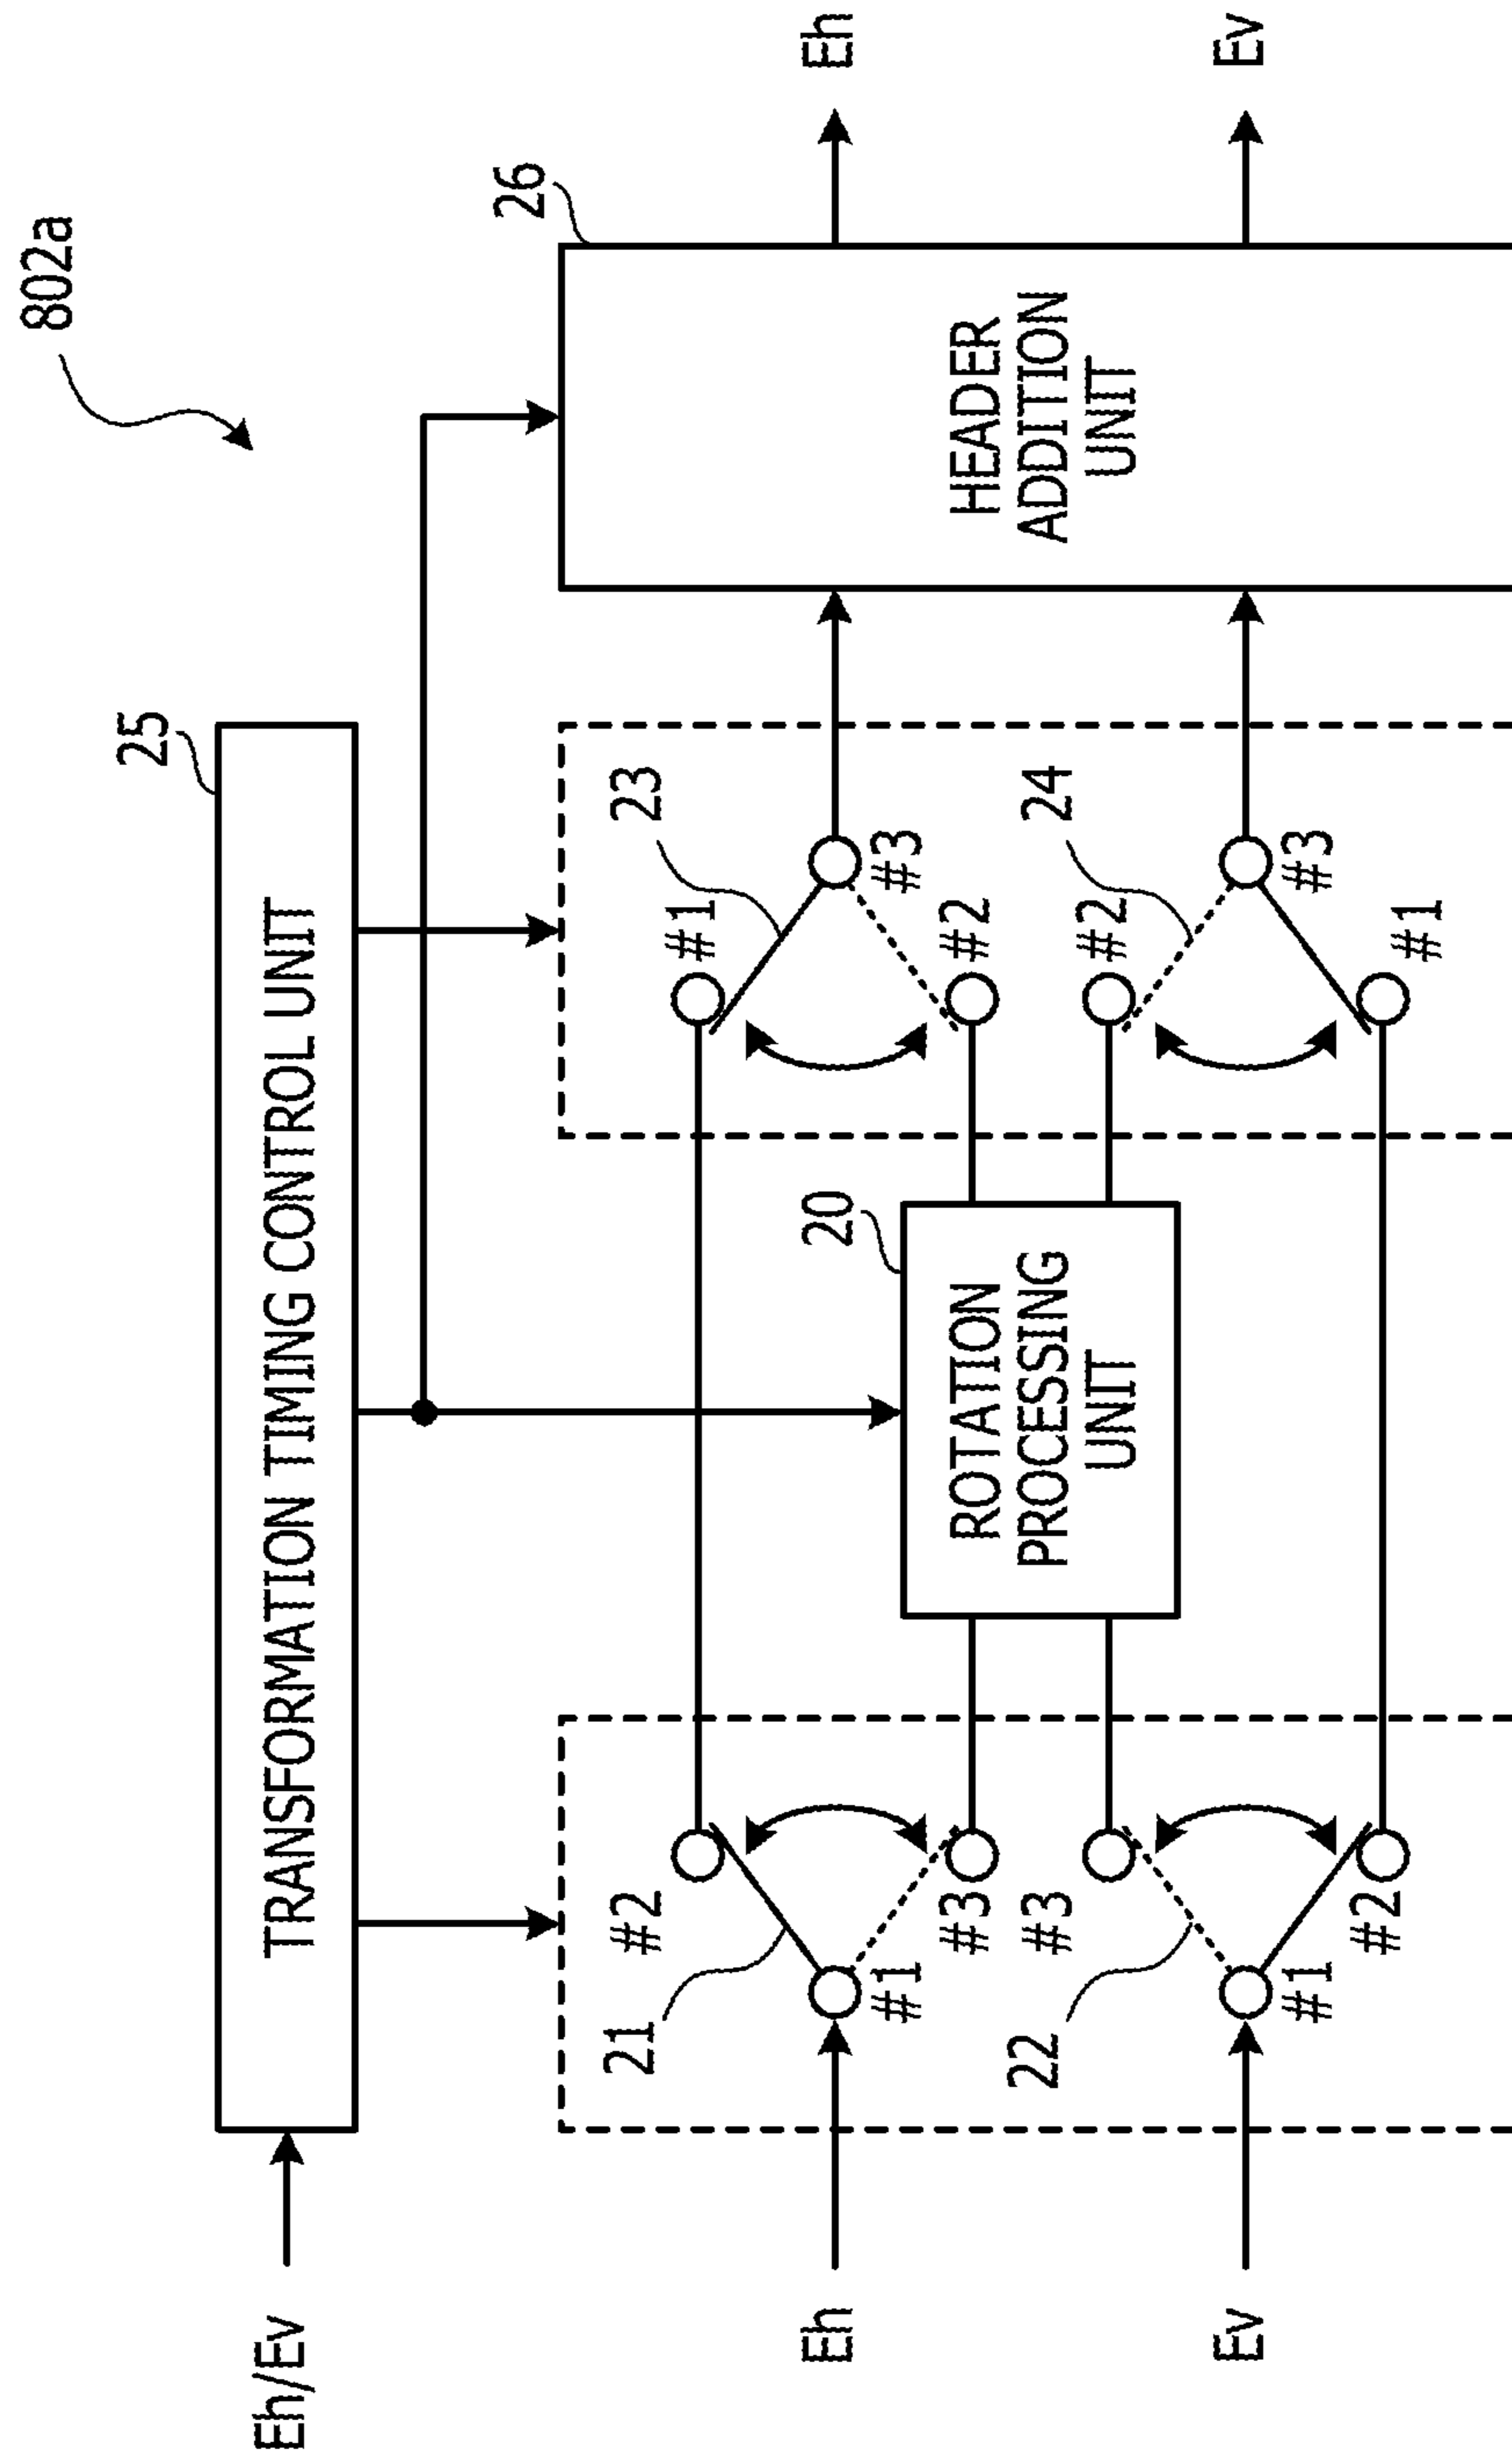 802a
25
Eh/Ev
TRANSFORMATION TIMING CONTROL UNIT
26
21
#2
23
#1
Eh
#1
20
#3
Eh
#3
ROTATION
PROCESSING
UNIT
#2
HEADER
ADDITION
UNIT
22
#3
24
#2
Ev
#1
#3
Ev
#2
#1